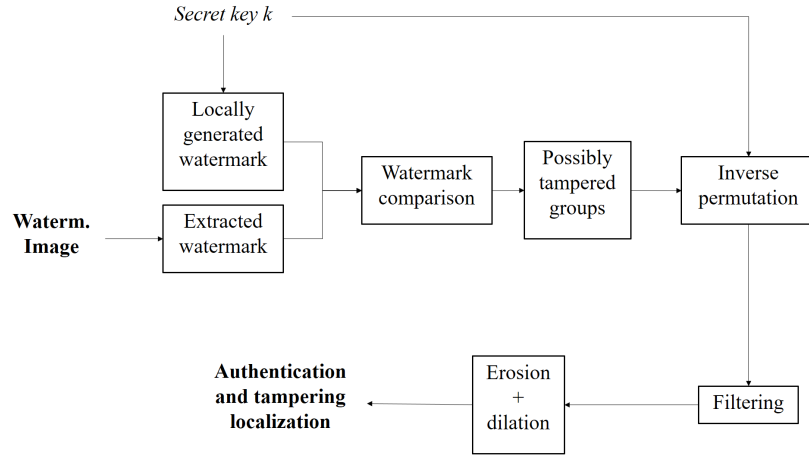 Secret key k
Locally
generated
watermark
Watermark
comparison
Possibly
tampered
groups
Inverse
permutation
Waterm.
Image
Extracted
watermark
Authentication
and tampering
localization
Erosion
+
dilation
Filtering